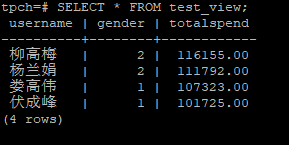 tpch=# SELECT * FROM test_view;
username | gender | totalspend
----------+--------+------------
柳高梅 | 2 | 116155.00
杨兰娟 | 2 | 111792.00
娄高伟 | 1 | 107323.00
伏成峰 | 1 | 101725.00
(4 rows)